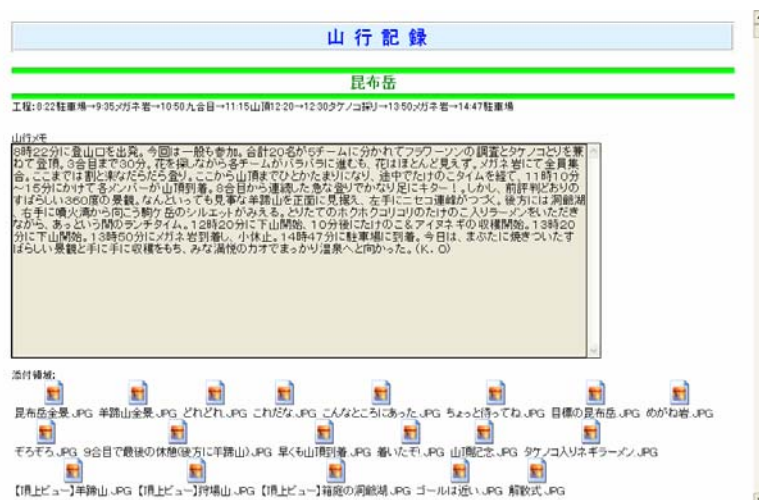 山行記録
昆布岳
工程:8:22駐車場→9:35メガネ岩→10:50九合目→11:15山頂12:20→12:30タケノコ採り→13:50メガネ岩→14:47駐車場
山行メモ
8時22分に登山口を出発。今回は一般も参加。合計20名が5チームに分かれてフラワーソンの調査とタケノコとりを兼
ねて登頂。3合目まで30分。花を探しながら各チームがバラバラに進むも、花はほとんど見えず。メガネ岩にて全員集
合。ここまでは割と楽なだらだら登り。ここから山頂までひとかたまりになり、途中でたけのこタイムを経て、11時10分
~15分にかけて各メンバーが山頂到着。8合目から連続した急な登りでかなり足にキター!。しかし、前評判どおりの
すばらしい360度の景観。なんといっても見事な羊蹄山を正面に見据え、左手にニセコ連峰がつづく。後方には洞爺湖
、右手に噴火湾から向こう駒ケ岳のシルエットがみえる。とりたてのホクホクコリコリのたけのこ入りラーメンをいただき
ながら、あっという間のランチタイム。12時20分に下山開始、10分後にたけのこ&アイヌネギの収穫開始。13時20
分に下山開始。13時50分にメガネ岩到着し、小休止。14時47分に駐車場に到着。今日は、まぶたに焼きついたす
ばらしい景観と手に手に収穫をもち、みな満悦のカオでまっかり温泉へと向かった。(K.O)
添付領域:
昆布岳全景.JPG 羊蹄山全景.JPG どれどれ.JPG これだな.JPG こんなところにあった.JPG ちょっと待ってね.JPG 目標の昆布岳.JPG めがね岩.JPG
ぞろぞろ.JPG 9合目で最後の休憩(後方に羊蹄山).JPG 早くも山頂到着.JPG 着いたぞ!.JPG 山頂記念.JPG タケノコ入りネギラーメン.JPG
【頂上ビュー】羊蹄山.JPG 【頂上ビュー】狩場山.JPG 【頂上ビュー】箱庭の洞爺湖.JPG ゴールは近い.JPG 解散式.JPG